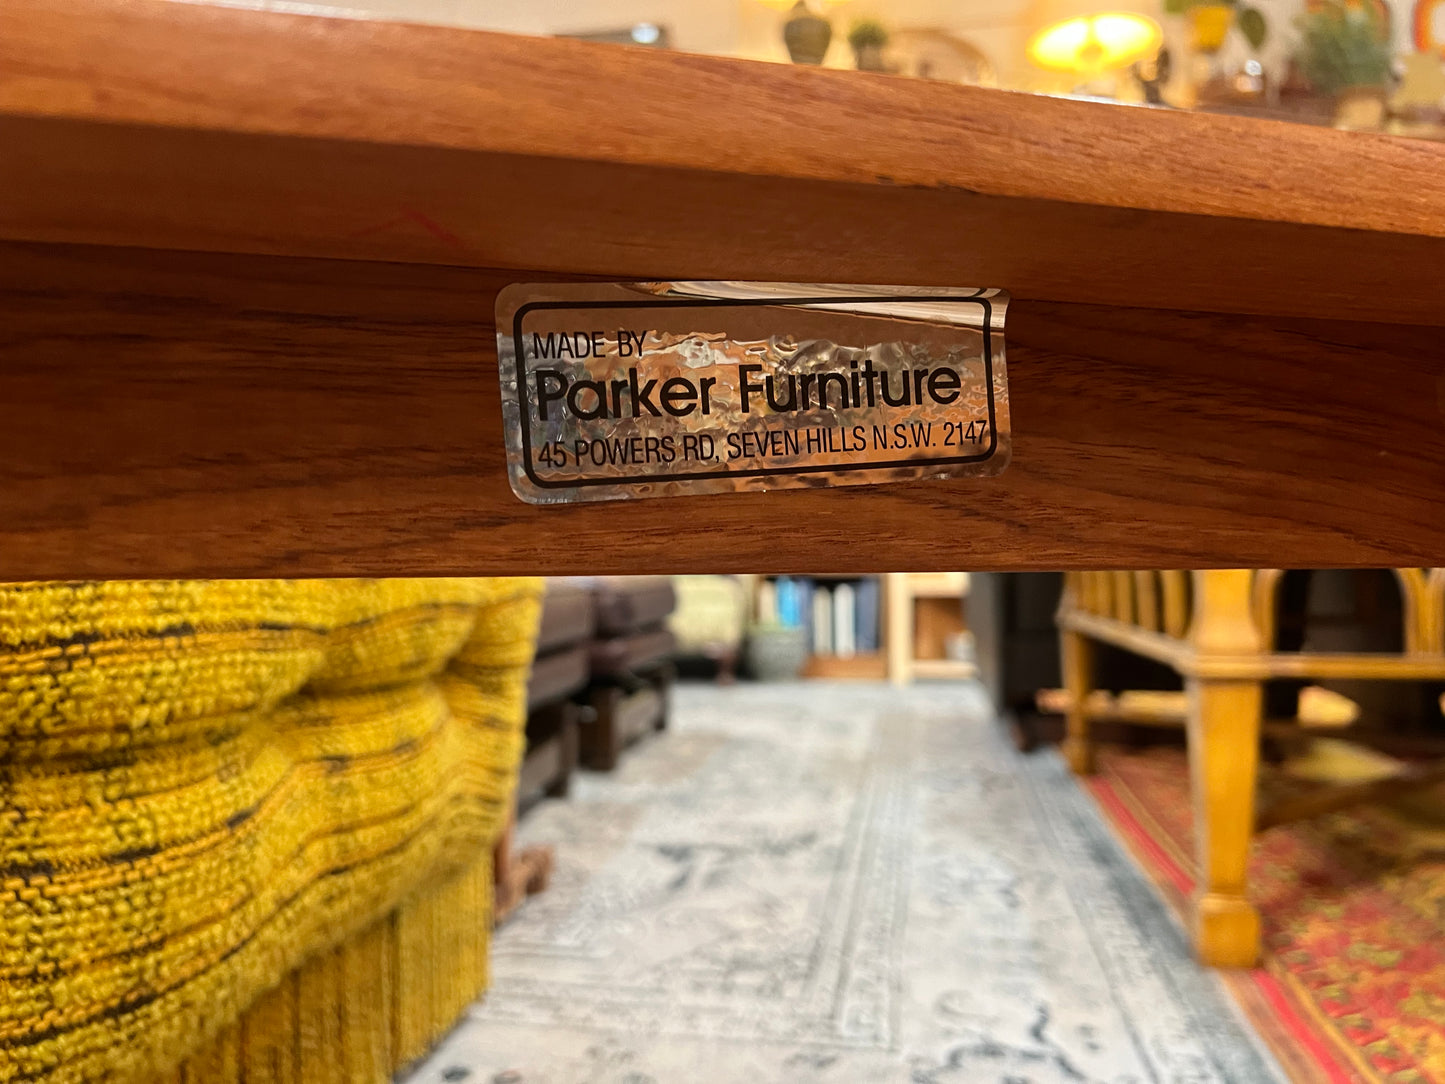 MADE BY
Parker Furniture
45 POWERS RD, SEVEN HILLS N.S.W. 2147